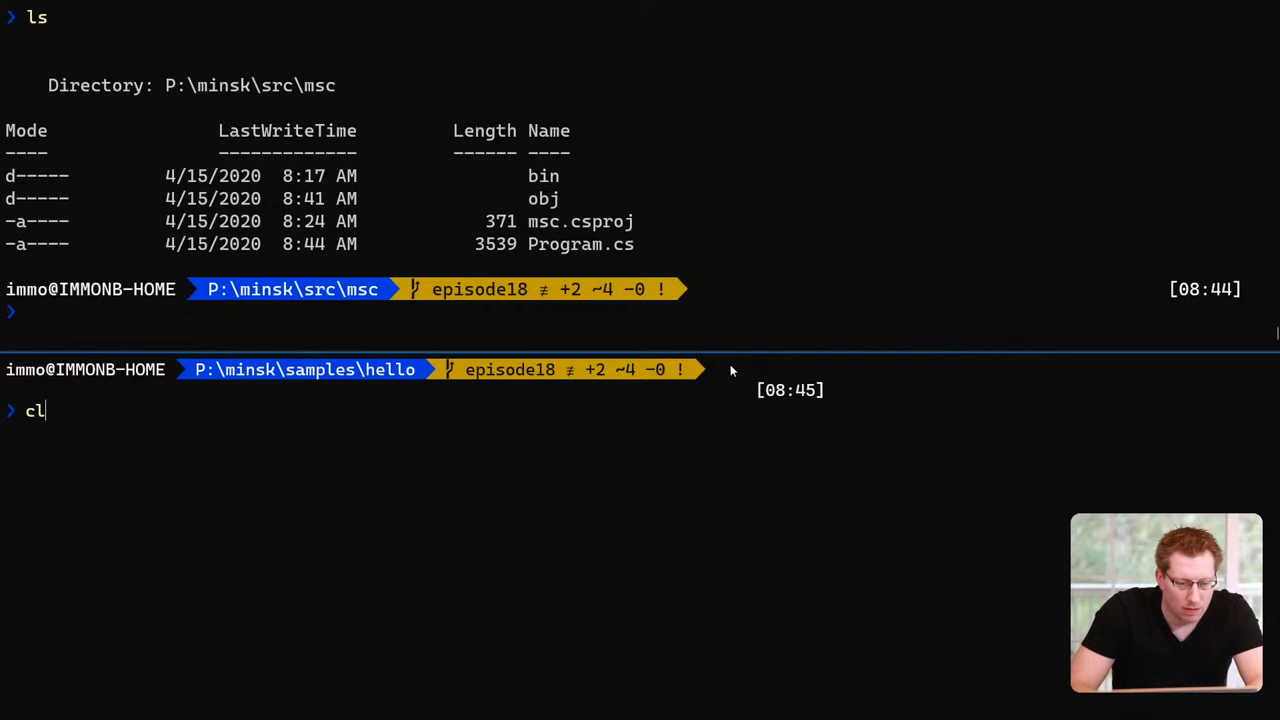 ❯ ls
Directory: P:\minsk\src\msc
Mode LastWriteTime Length Name
---- ------------- ------ ----
d----- 4/15/2020 8:17 AM bin
d----- 4/15/2020 8:41 AM obj
-a---- 4/15/2020 8:24 AM 371 msc.csproj
-a---- 4/15/2020 8:44 AM 3539 Program.cs
immo@IMMONB-HOME P:\minsk\src\msc episode18 ≢ +2 ~4 -0 ! [08:44]
❯
immo@IMMONB-HOME P:\minsk\samples\hello episode18 ≢ +2 ~4 -0 !
[08:45]
❯ cl